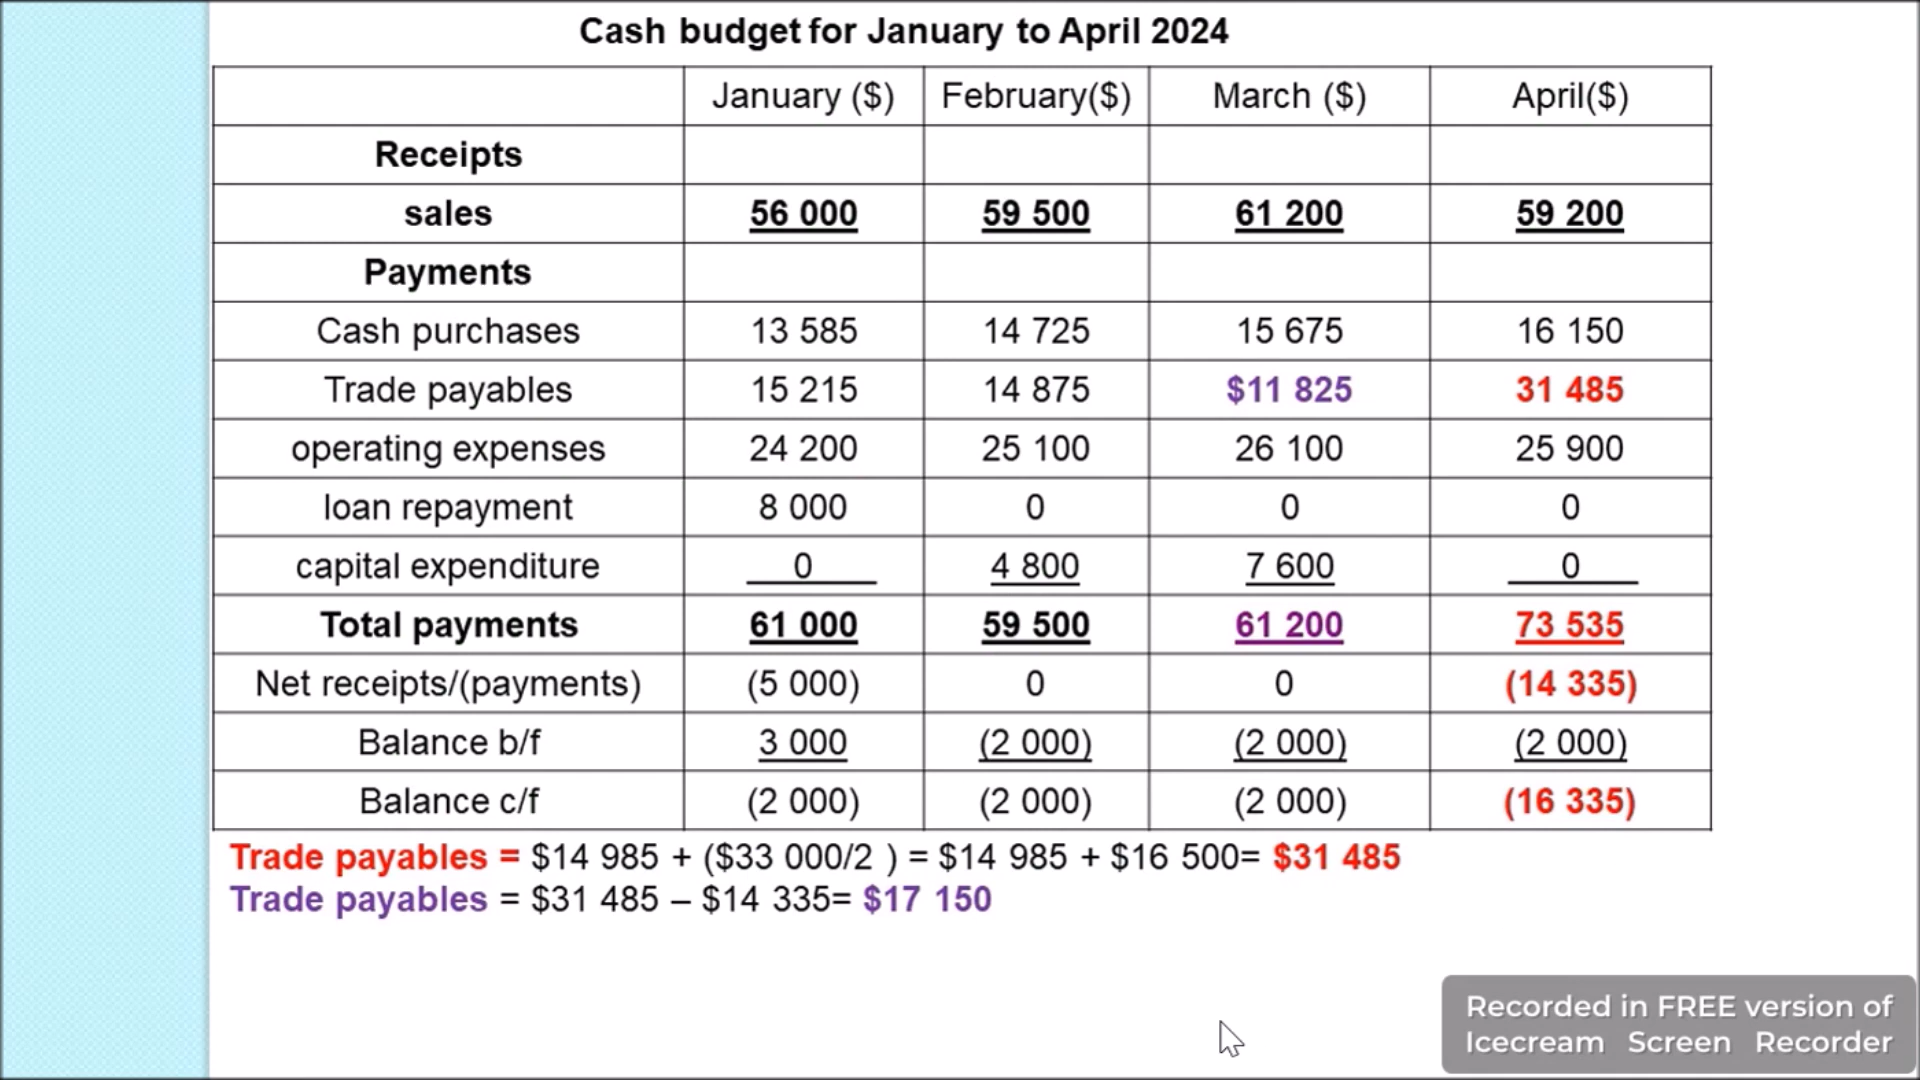 Cash budget for January to April 2024
January ($) February($) March ($) April($)
Receipts
sales 56 000 59 500 61 200 59 200
Payments
Cash purchases 13 585 14 725 15 675 16 150
Trade payables 15 215 14 875 $11 825 31 485
operating expenses 24 200 25 100 26 100 25 900
loan repayment 8 000 0 0 0
capital expenditure 0 4 800 7 600 0
Total payments 61 000 59 500 61 200 73 535
Net receipts/(payments) (5 000) 0 0 (14 335)
Balance b/f 3 000 (2 000) (2 000) (2 000)
Balance c/f (2 000) (2 000) (2 000) (16 335)
Trade payables = $14 985 + ($33 000/2 ) = $14 985 + $16 500= $31 485
Trade payables = $31 485 – $14 335= $17 150
Recorded in FREE version of
Icecream Screen Recorder